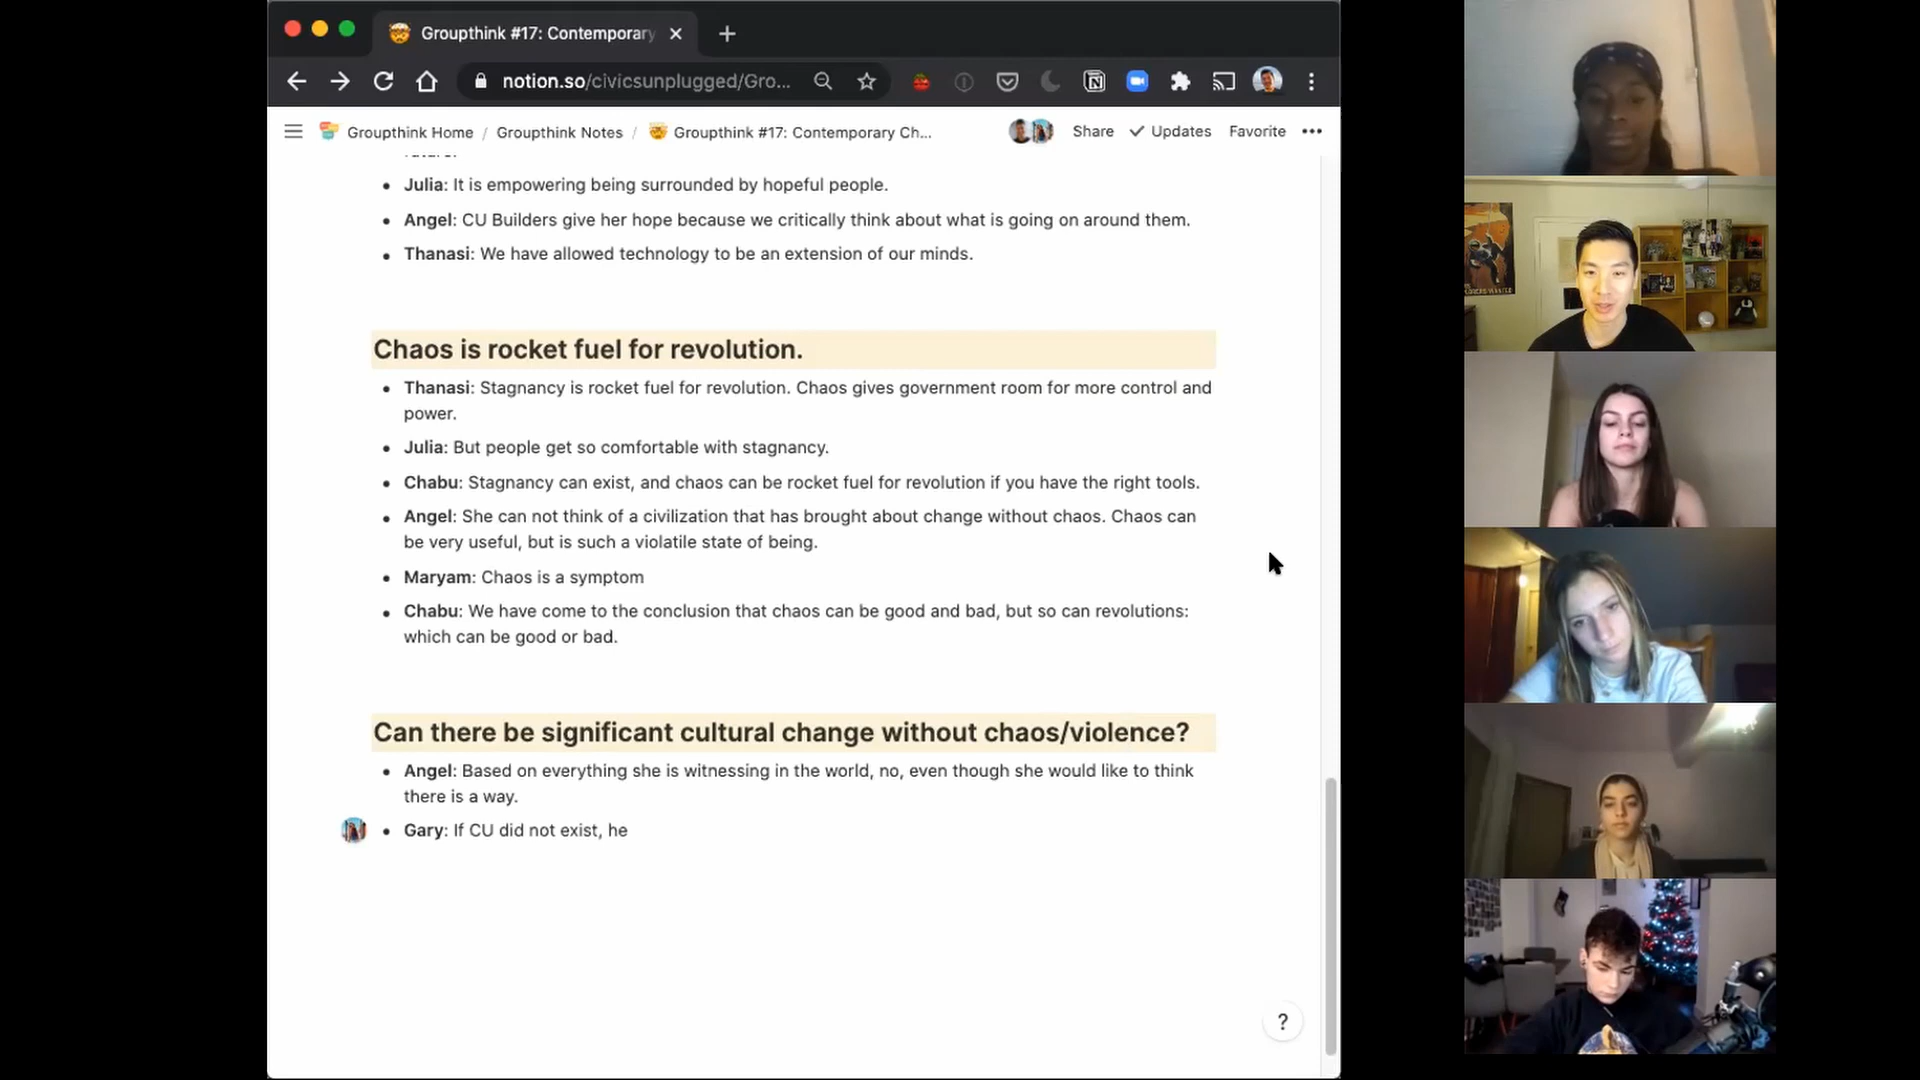 Groupthink #17: Contemporary
notion.so/civicsunplugged/Gro...
Groupthink Home / Groupthink Notes / Groupthink #17: Contemporary Ch...
Share Updates Favorite
future.
• Julia: It is empowering being surrounded by hopeful people.
• Angel: CU Builders give her hope because we critically think about what is going on around them.
• Thanasi: We have allowed technology to be an extension of our minds.
Chaos is rocket fuel for revolution.
• Thanasi: Stagnancy is rocket fuel for revolution. Chaos gives government room for more control and
power.
• Julia: But people get so comfortable with stagnancy.
• Chabu: Stagnancy can exist, and chaos can be rocket fuel for revolution if you have the right tools.
• Angel: She can not think of a civilization that has brought about change without chaos. Chaos can
be very useful, but is such a violatile state of being.
• Maryam: Chaos is a symptom
• Chabu: We have come to the conclusion that chaos can be good and bad, but so can revolutions:
which can be good or bad.
Can there be significant cultural change without chaos/violence?
• Angel: Based on everything she is witnessing in the world, no, even though she would like to think
there is a way.
• Gary: If CU did not exist, he
?